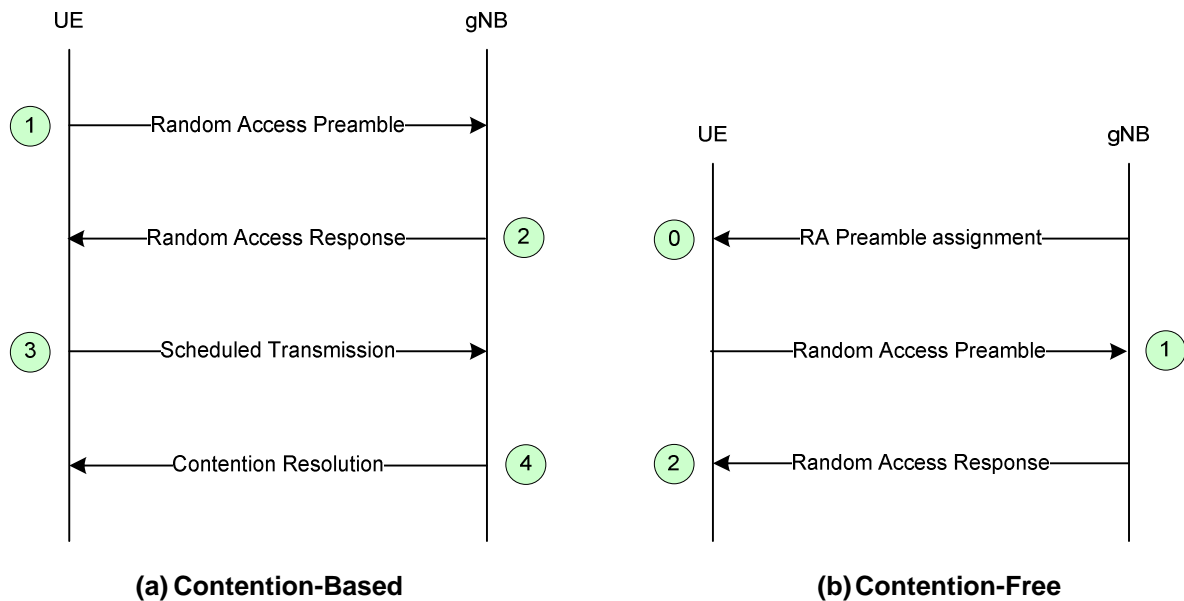 UE
gNB
1
Random Access Preamble
Random Access Response
2
3
Scheduled Transmission
Contention Resolution
4
(a) Contention-Based
UE
gNB
0
RA Preamble assignment
Random Access Preamble
1
2
Random Access Response
(b) Contention-Free